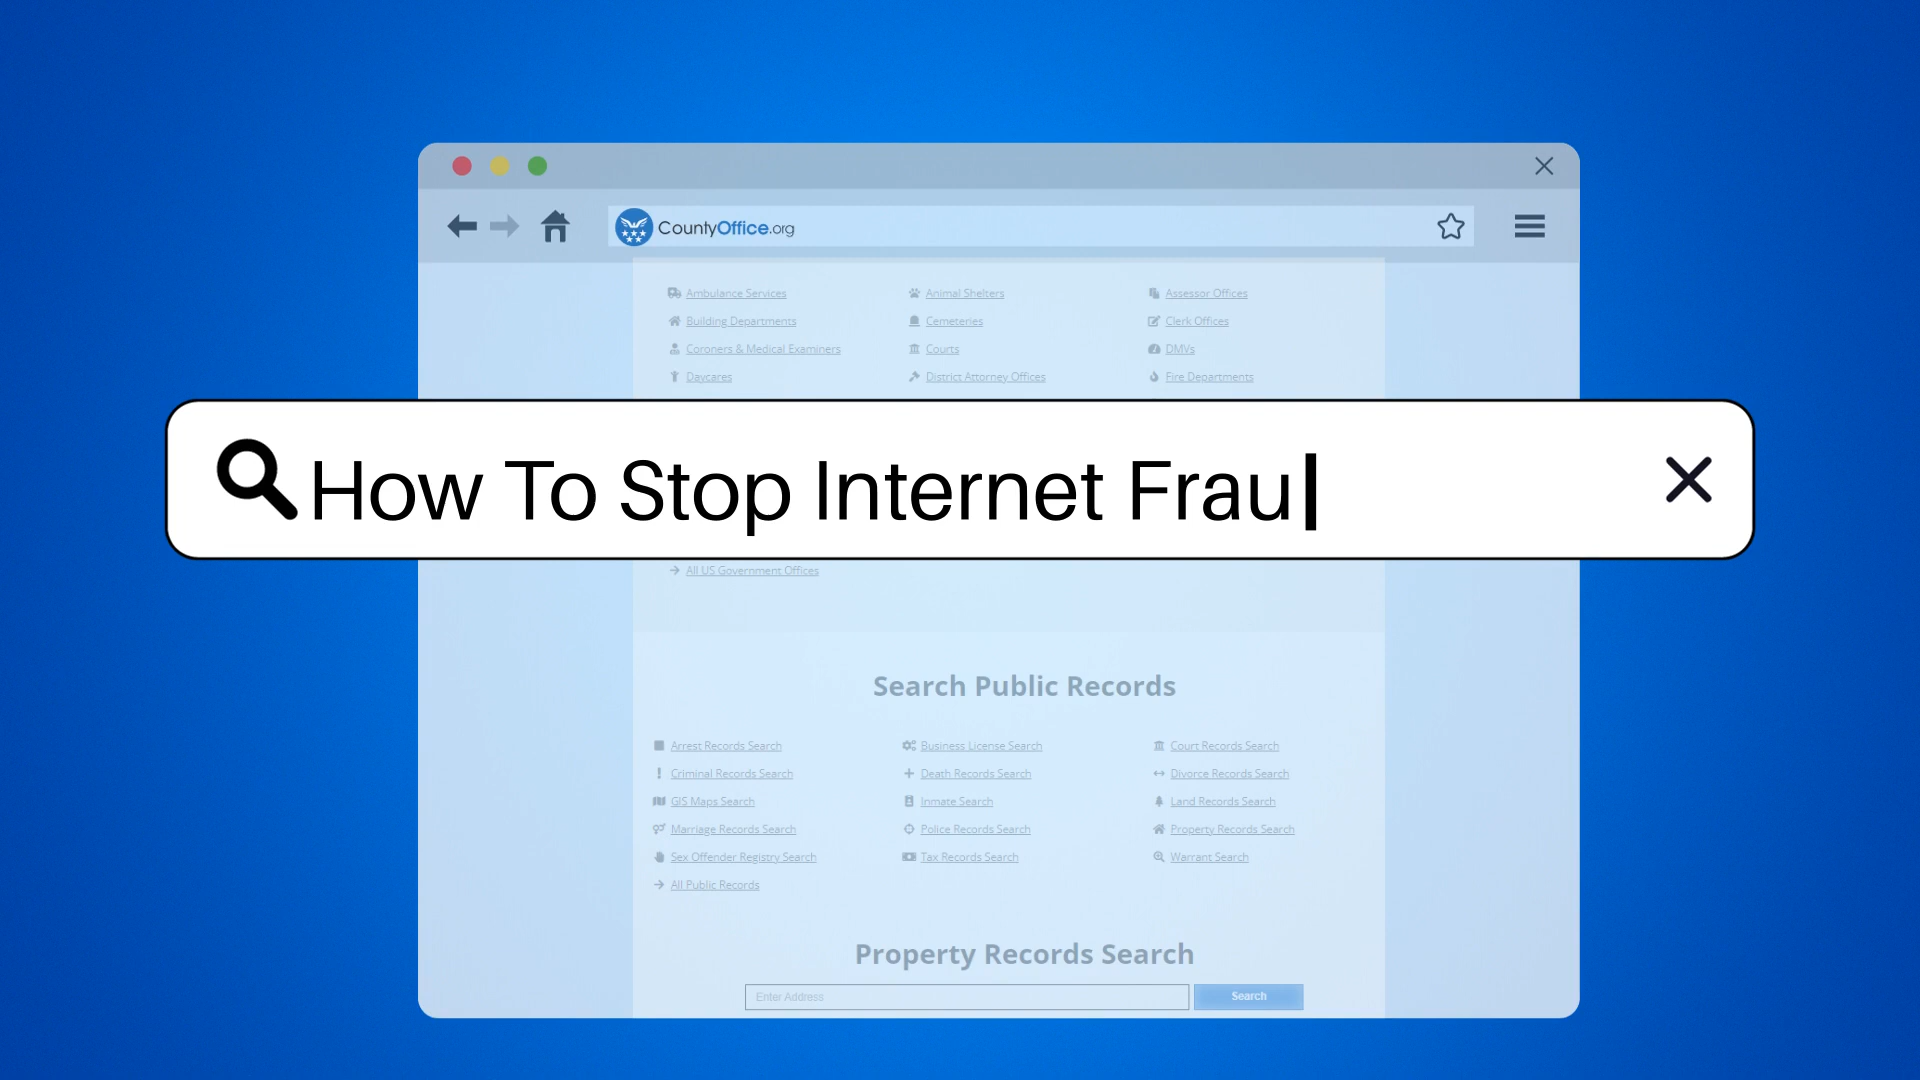 CountyOffice.org
Ambulance Services Animal Shelters Assessor Offices
Building Departments Cemeteries Clerk Offices
Coroners & Medical Examiners Courts DMVs
Daycares District Attorney Offices Fire Departments
How To Stop Internet Frau
All US Government Offices
Search Public Records
Arrest Records Search Business License Search Court Records Search
Criminal Records Search Death Records Search Divorce Records Search
GIS Maps Search Inmate Search Land Records Search
Marriage Records Search Police Records Search Property Records Search
Sex Offender Registry Search Tax Records Search Warrant Search
All Public Records
Property Records Search
Enter Address Search